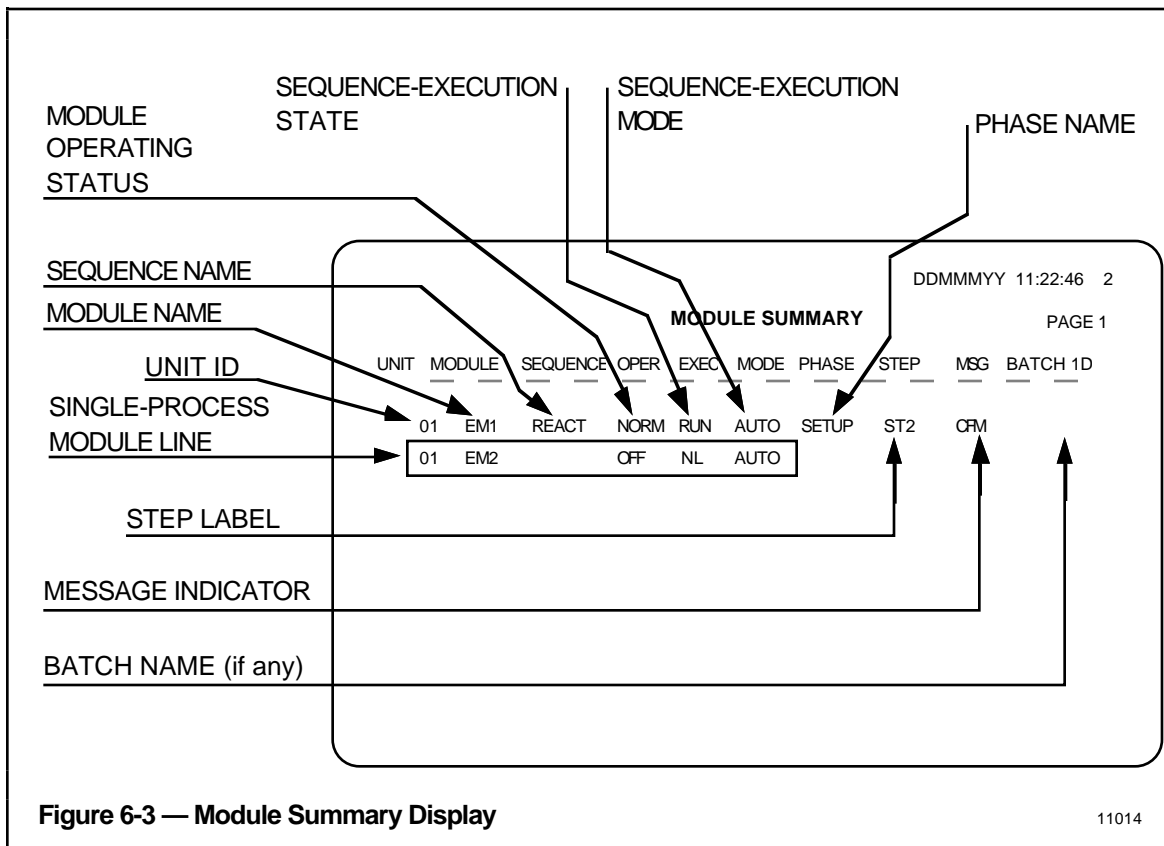 SEQUENCE-EXECUTION
STATE
SEQUENCE-EXECUTION
MODE
MODULE
OPERATING
STATUS
PHASE NAME
SEQUENCE NAME
MODULE NAME
UNIT ID
SINGLE-PROCESS
MODULE LINE
DDMMMYY 11:22:46 2
MODULE SUMMARY
PAGE 1
UNIT MODULE SEQUENCE OPER EXEC MODE PHASE STEP MSG BATCH 1D
01 EM1 REACT NORM RUN AUTO SETUP ST2 CFM
01 EM2 OFF NL AUTO
STEP LABEL
MESSAGE INDICATOR
BATCH NAME (if any)
Figure 6-3 — Module Summary Display
11014